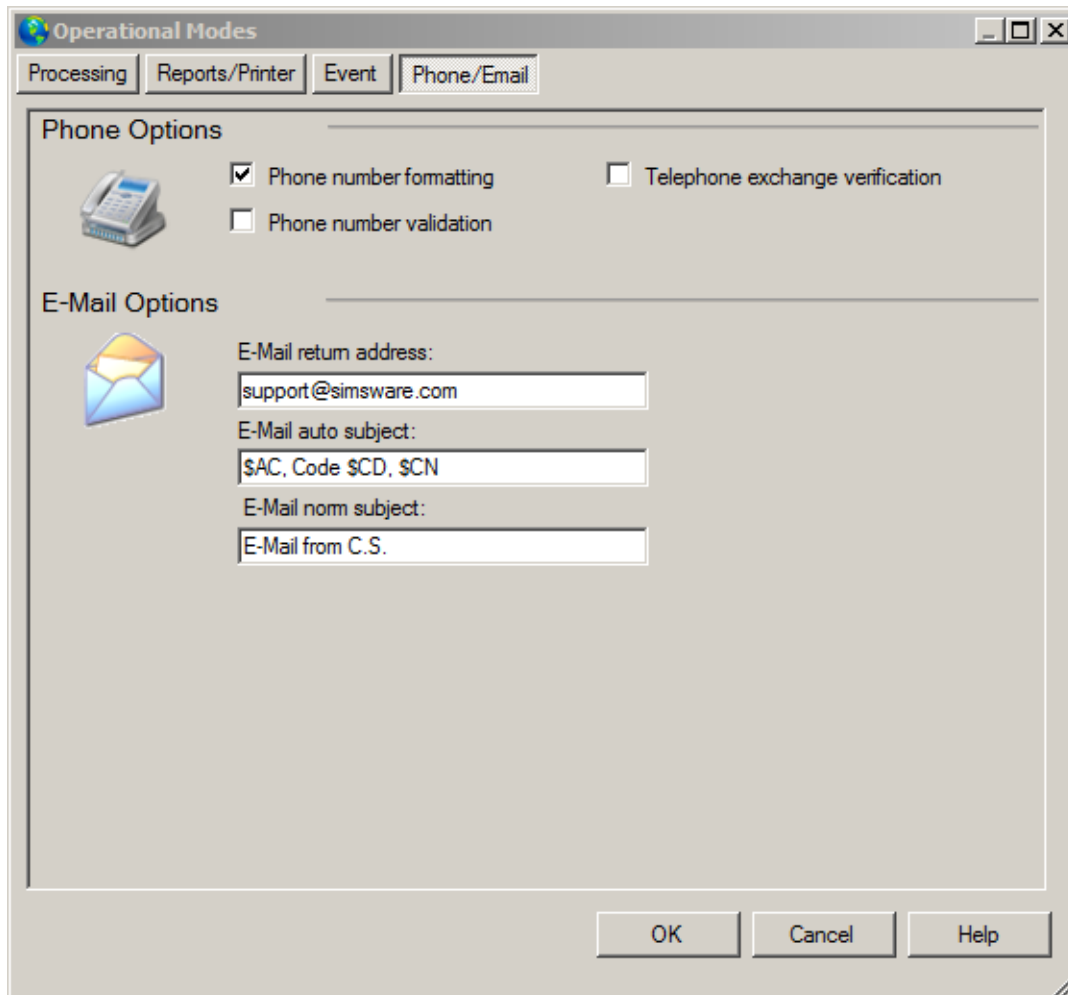 Operational Modes
Processing Reports/Printer Event Phone/Email
Phone Options
Phone number formatting Telephone exchange verification
Phone number validation
E-Mail Options
E-Mail return address:
support@simsware.com
E-Mail auto subject:
$AC, Code $CD, $CN
E-Mail norm subject:
E-Mail from C.S.
OK Cancel Help